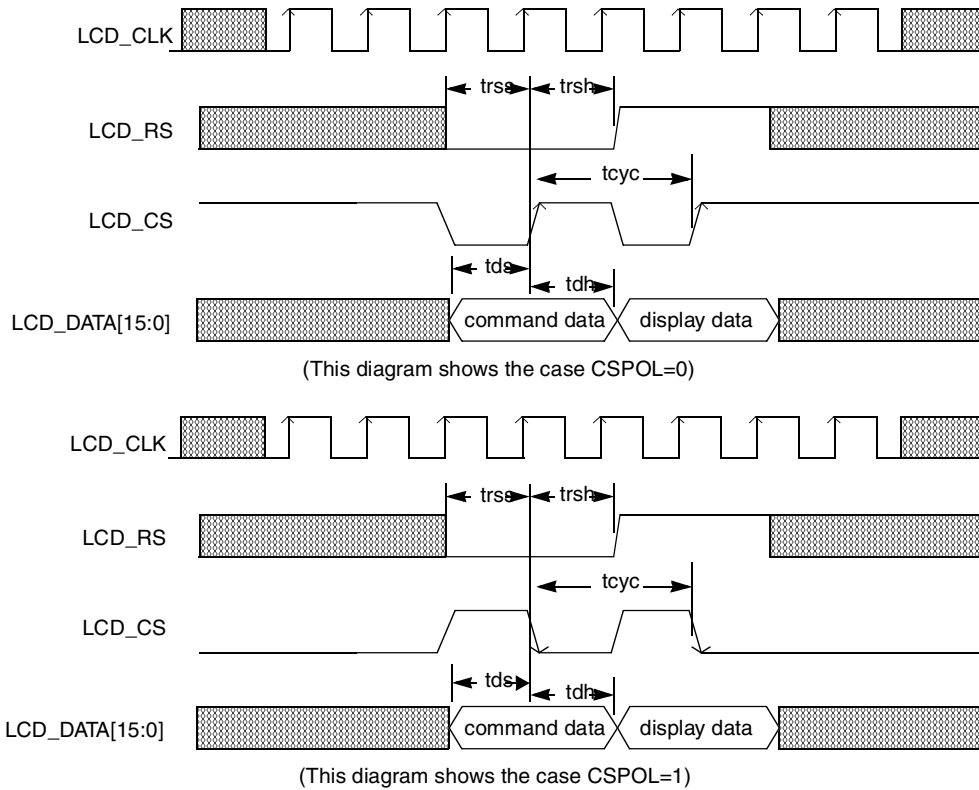 LCD_CLK
trss
trsh
LCD_RS
tcyc
LCD_CS
tds
tdh
LCD_DATA[15:0]
command data
display data
(This diagram shows the case CSPOL=0)
LCD_CLK
trss
trsh
LCD_RS
tcyc
LCD_CS
tds
tdh
LCD_DATA[15:0]
command data
display data
(This diagram shows the case CSPOL=1)